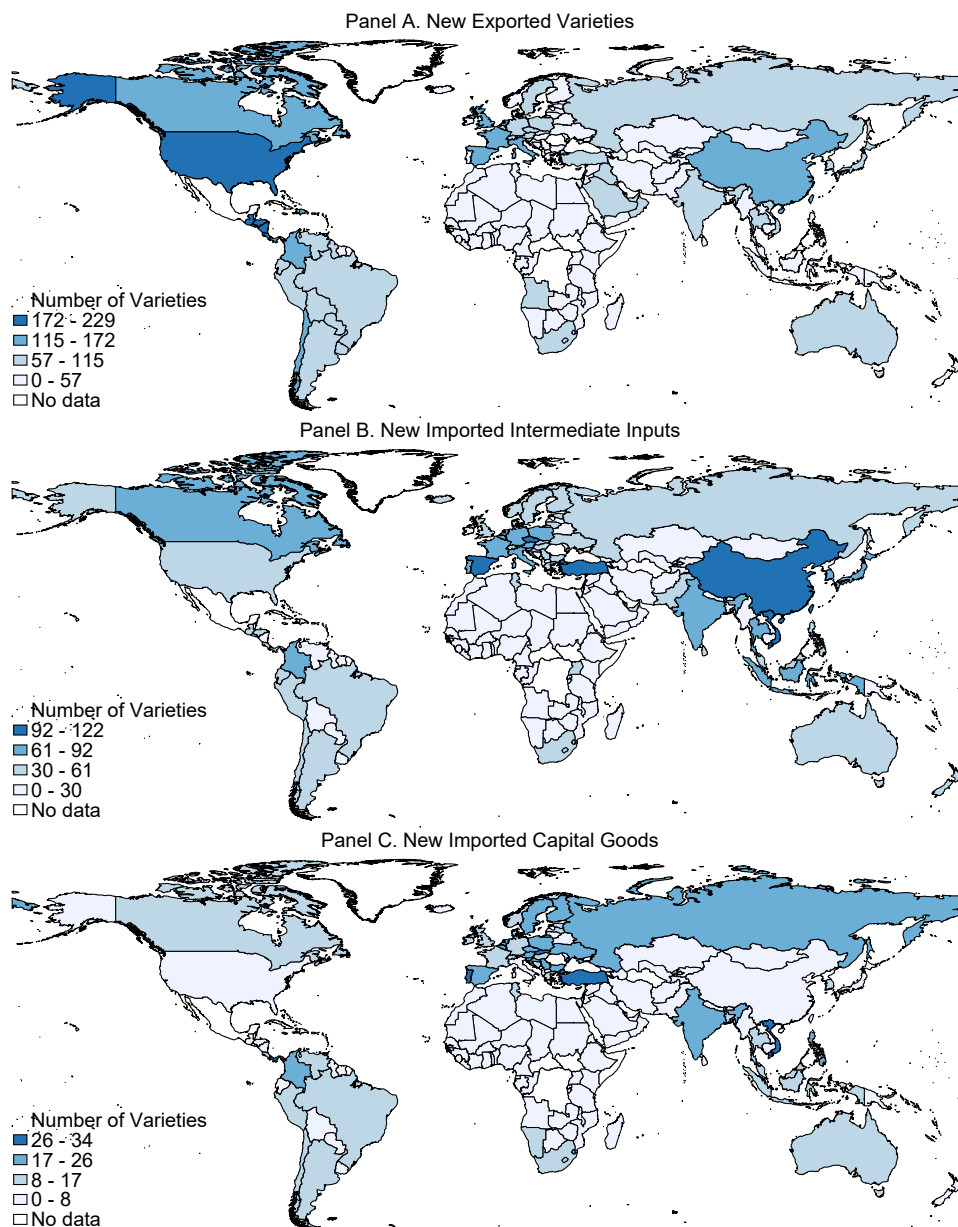 Panel A. New Exported Varieties
Number of Varieties
172 - 229
115 - 172
57 - 115
0 - 57
No data
Panel B. New Imported Intermediate Inputs
Number of Varieties
92 - 122
61 - 92
30 - 61
0 - 30
No data
Panel C. New Imported Capital Goods
Number of Varieties
26 - 34
17 - 26
8 - 17
0 - 8
No data